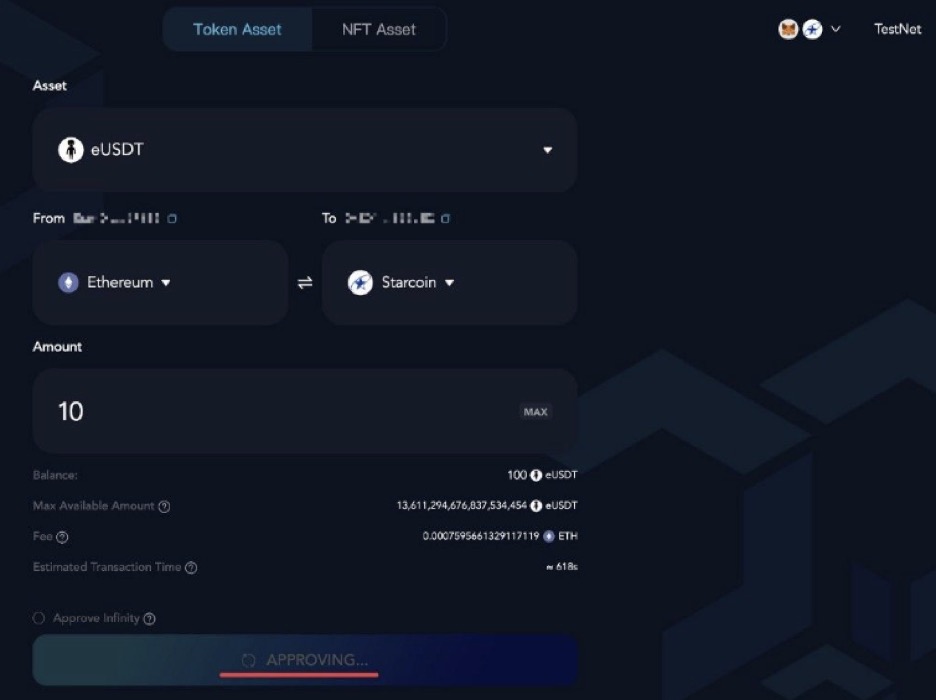 Token Asset NFT Asset TestNet
Asset
eUSDT
From To
Ethereum Starcoin
Amount
10 MAX
Balance: 100 eUSDT
Max Available Amount 13,611,294,676,837,534,454 eUSDT
Fee 0.0007595661329117119 ETH
Estimated Transaction Time ≈ 618s
Approve Infinity
APPROVING...